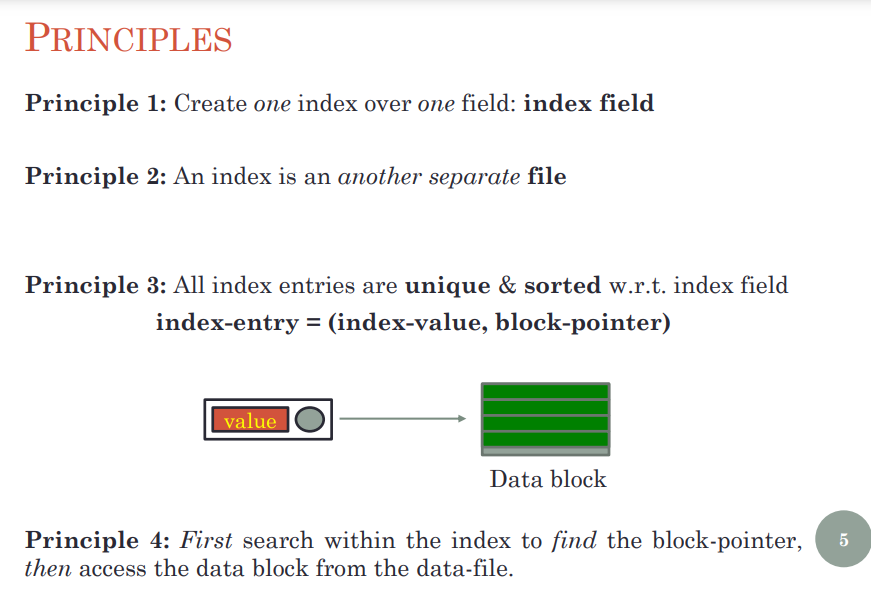 PRINCIPLES
Principle 1: Create one index over one field: index field
Principle 2: An index is an another separate file
Principle 3: All index entries are unique & sorted w.r.t. index field
index-entry = (index-value, block-pointer)
value
Data block
Principle 4: First search within the index to find the block-pointer,
then access the data block from the data-file.
5